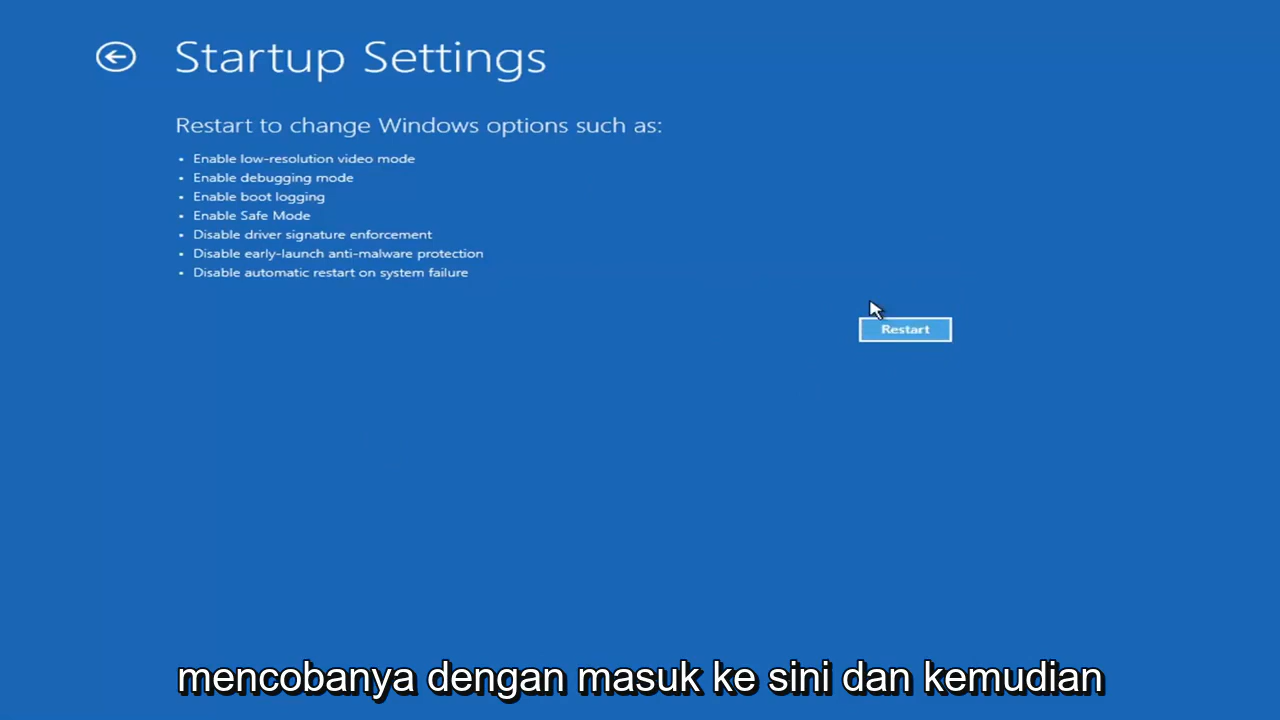 Startup Settings
Restart to change Windows options such as:
• Enable low-resolution video mode
• Enable debugging mode
• Enable boot logging
• Enable Safe Mode
• Disable driver signature enforcement
• Disable early-launch anti-malware protection
• Disable automatic restart on system failure
Restart
mencobanya dengan masuk ke sini dan kemudian